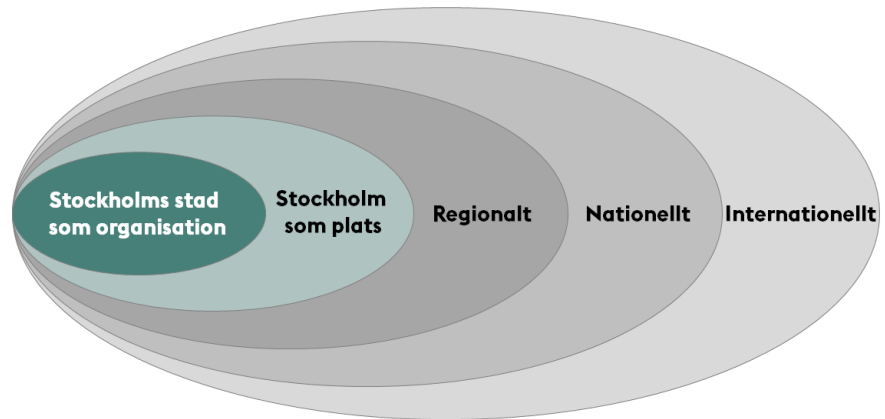 Stockholms stad
som organisation
Stockholm
som plats
Regionalt
Nationellt
Internationellt